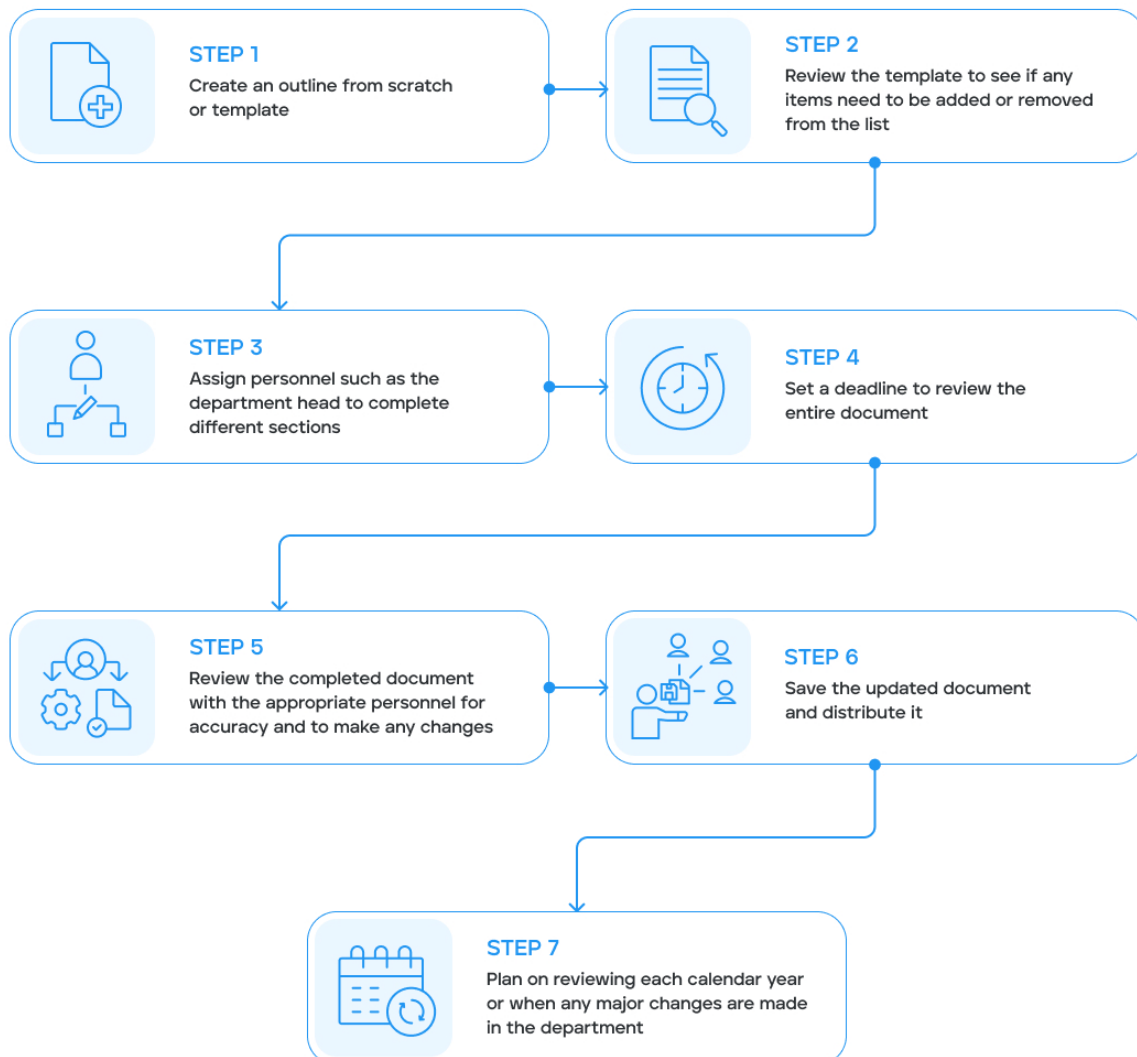 STEP 1
Create an outline from scratch
or template
STEP 2
Review the template to see if any
items need to be added or removed
from the list
STEP 3
Assign personnel such as the
department head to complete
different sections
STEP 4
Set a deadline to review the
entire document
STEP 5
Review the completed document
with the appropriate personnel for
accuracy and to make any changes
STEP 6
Save the updated document
and distribute it
STEP 7
Plan on reviewing each calendar year
or when any major changes are made
in the department